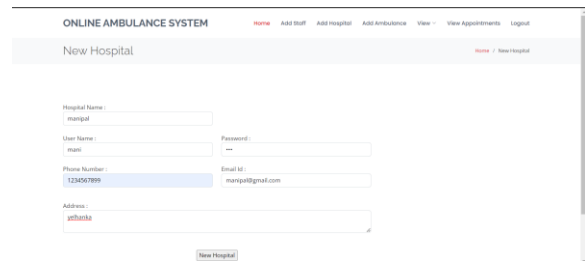 ONLINE AMBULANCE SYSTEM Home Add Staff Add Hospital Add Ambulance View View Appointments Logout
New Hospital Home / New Hospital
Hospital Name :
manipal
User Name : Password :
mani •••
Phone Number : Email Id :
1234567899 manipal@gmail.com
Address :
yelhanka
New Hospital